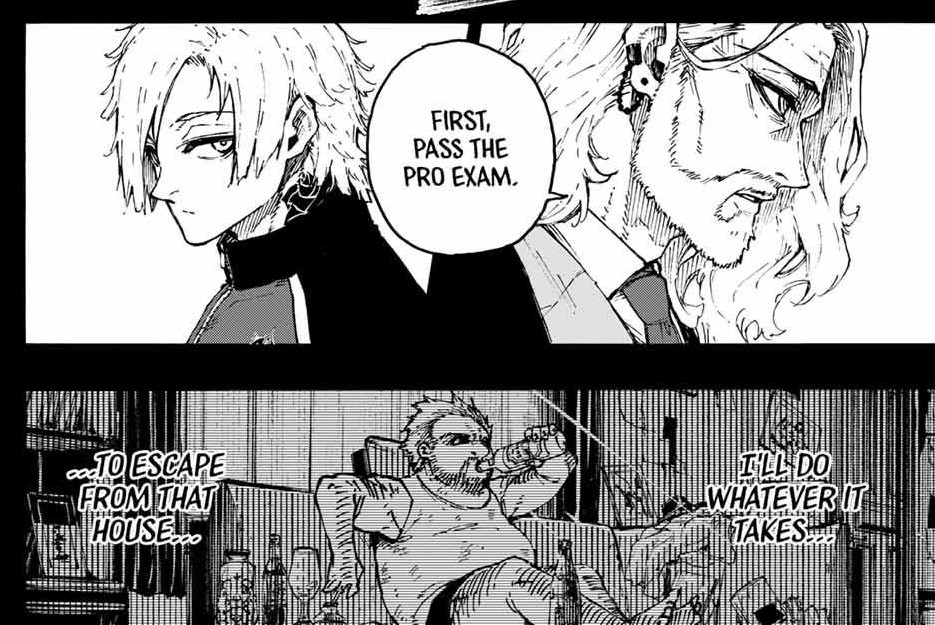 FIRST,
PASS THE
PRO EXAM.
I'LL DO
WHATEVER IT
TAKES...
...TO ESCAPE
FROM THAT
HOUSE...